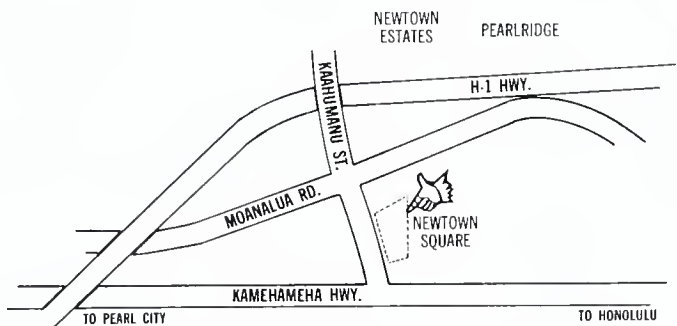 NEWTOWN
ESTATES
PEARLRIDGE
KAAHUMANU ST.
H-1 HWY.
MOANALUA RD.
NEWTOWN
SQUARE
KAMEHAMEHA HWY.
TO PEARL CITY
TO HONOLULU